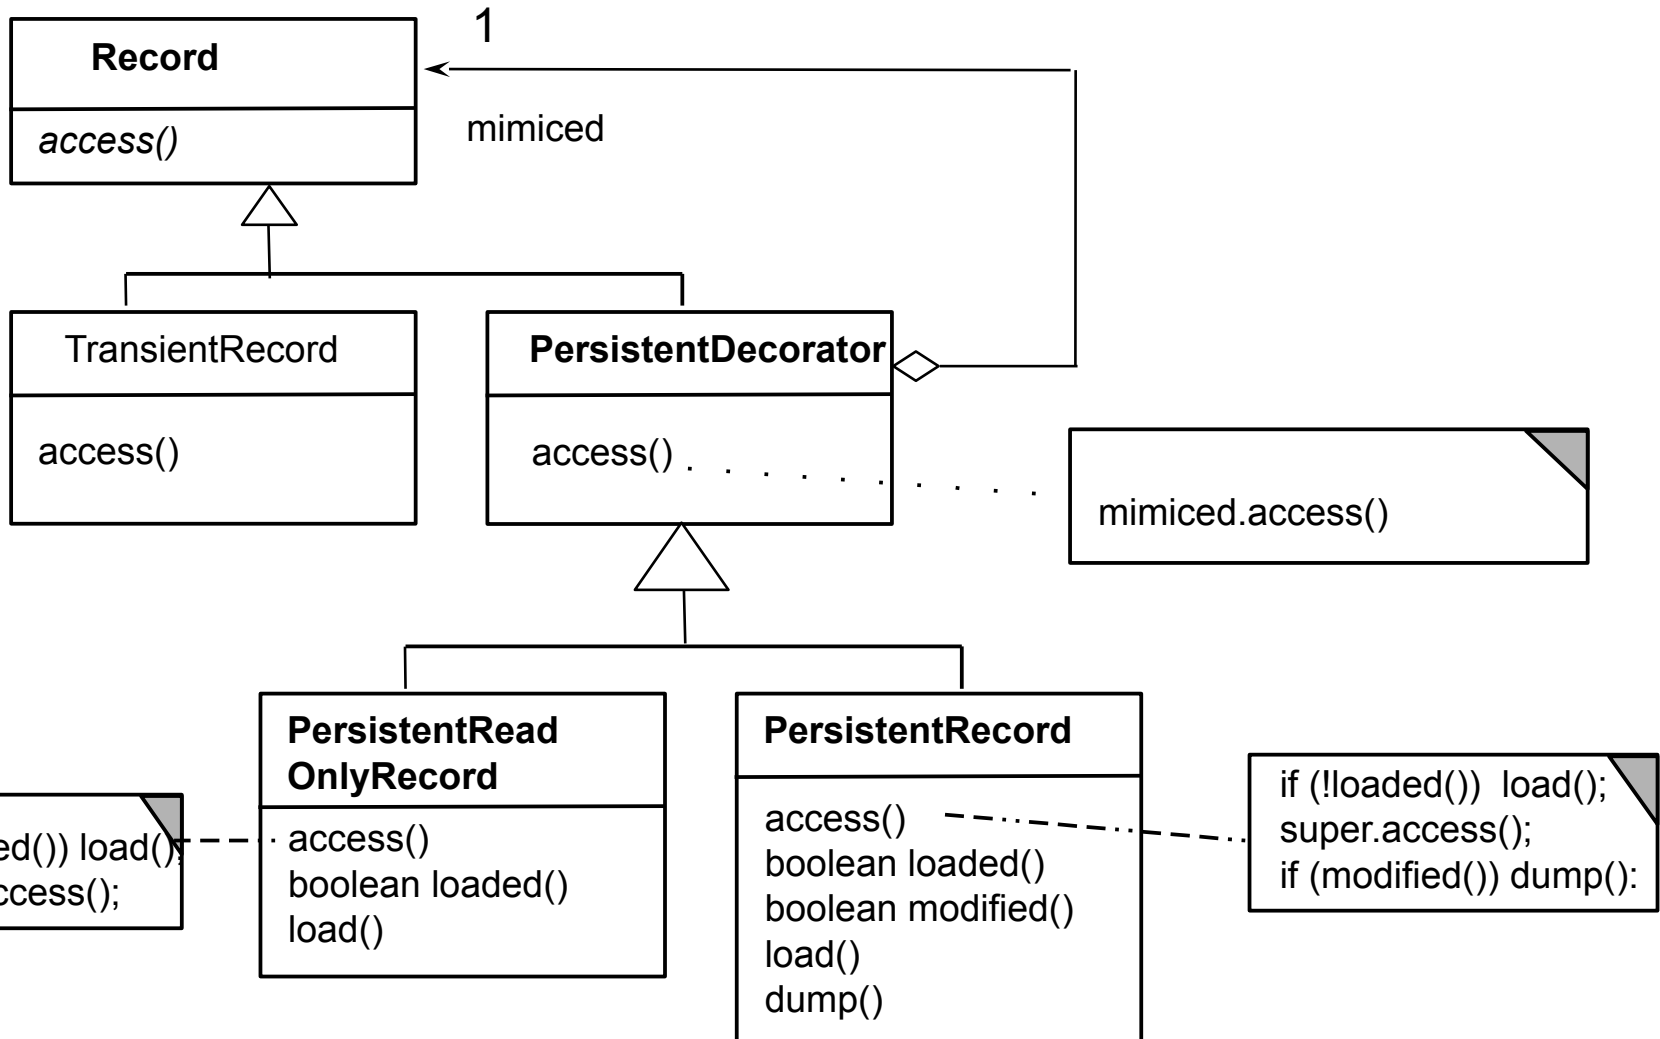 1
Record
access()
mimiced
TransientRecord
access()
PersistentDecorator
access()
mimiced.access()
PersistentRead
OnlyRecord
access()
boolean loaded()
load()
PersistentRecord
access()
boolean loaded()
boolean modified()
load()
dump()
ed()) load();
ccess();
if (!loaded()) load();
super.access();
if (modified()) dump():